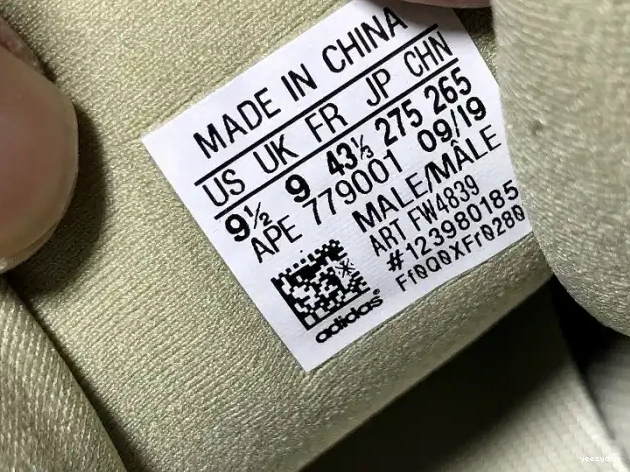 MADE IN CHINA
US UK FR JP CHN
9½ 9 43⅓ 275 265
APE 779001 09/19
MALE/MÂLE
ART FW4839
#123980185
Ff0Q0XFr0280
adidas®